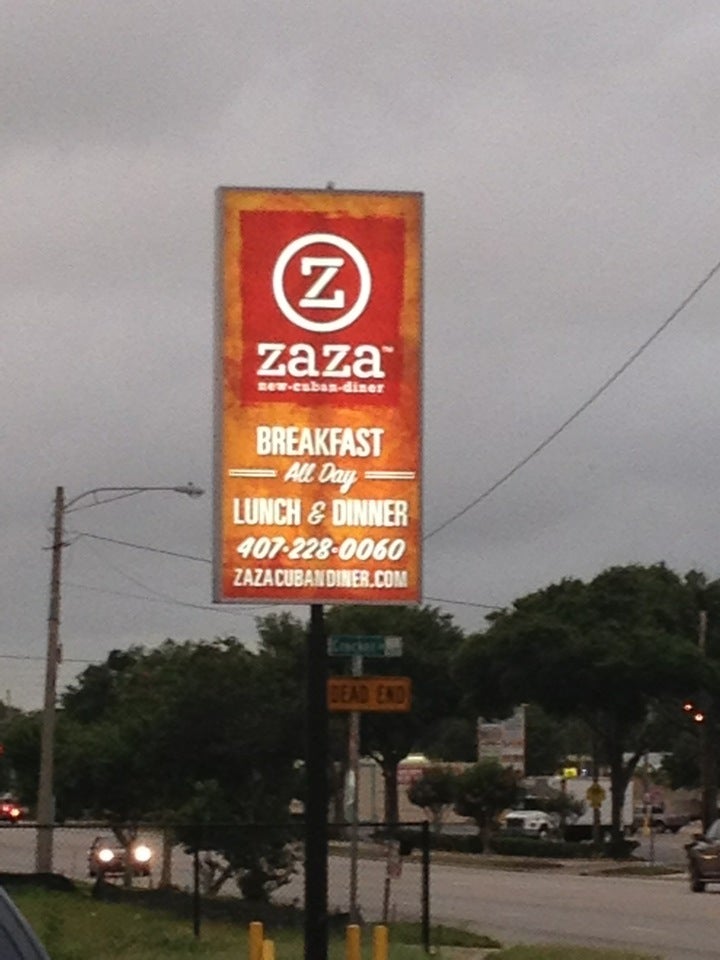 Z
zaza™
new-cuban-diner
BREAKFAST
All Day
LUNCH & DINNER
407-228-0060
ZAZACUBANDINER.COM
DEAD END